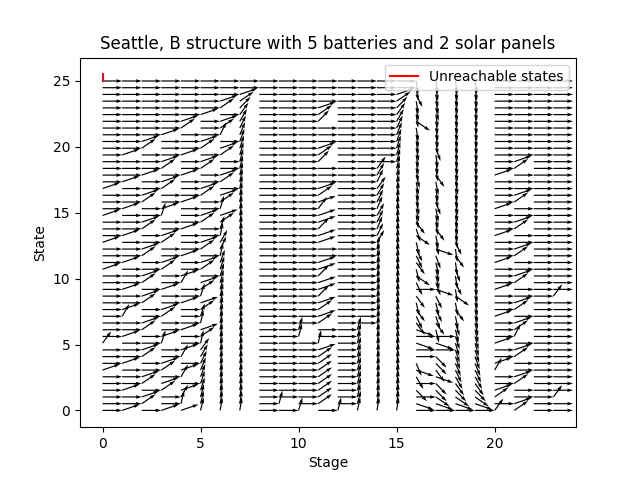 Seattle, B structure with 5 batteries and 2 solar panels
Unreachable states
25
20
15
10
5
0
State
0 5 10 15 20
Stage